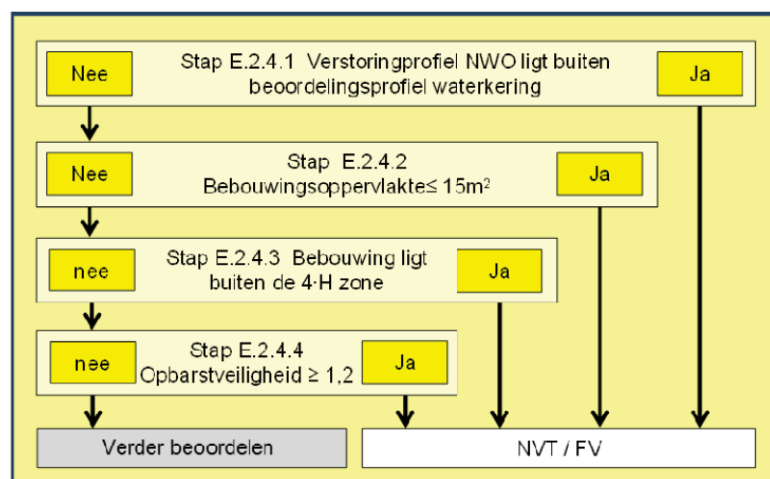 Nee
Stap E.2.4.1 Verstoringprofiel NWO ligt buiten
beoordelingsprofiel waterkering
Ja
Nee
Stap E.2.4.2
Bebouwingsoppervlakte≤ 15m²
Ja
nee
Stap E.2.4.3 Bebouwing ligt
buiten de 4·H zone
Ja
nee
Stap E.2.4.4
Opbarstveiligheid ≥ 1,2
Ja
Verder beoordelen
NVT / FV